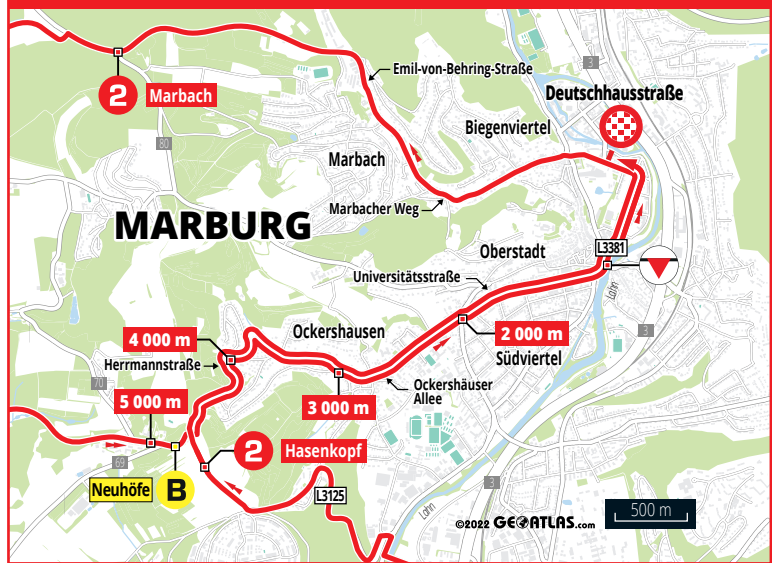 3
Emil-von-Behring-Straße
Deutschhausstraße
2
Marbach
Biegenviertel
80
Marbach
Marbacher Weg
MARBURG
Oberstadt
L3381
Universitätsstraße
Lahn
4 000 m
Ockershausen
2 000 m
3
Herrmannstraße
Südviertel
70
5 000 m
3 000 m
Ockershäuser
Allee
2
Hasenkopf
69
Neuhöfe
B
L3125
3
Lahn
©2022 GEOATLAS.com
500 m